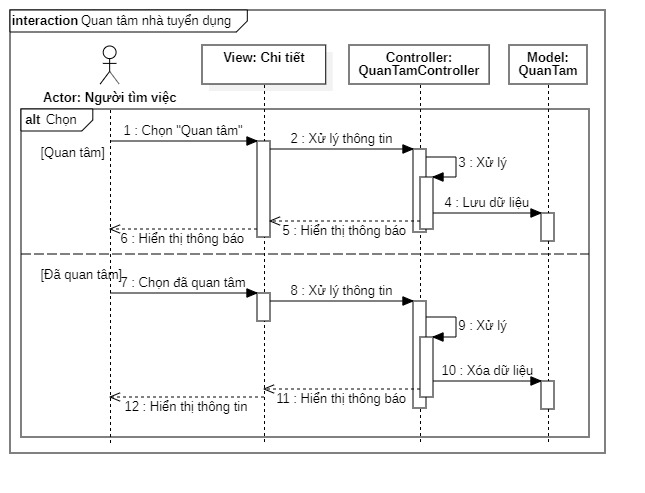 interaction Quan tâm nhà tuyển dụng
View: Chi tiết
Controller:
QuanTamController
Model:
QuanTam
Actor: Người tìm việc
alt Chọn
[Quan tâm]
1 : Chọn "Quan tâm"
2 : Xử lý thông tin
3 : Xử lý
4 : Lưu dữ liệu
5 : Hiển thị thông báo
6 : Hiển thị thông báo
[Đã quan tâm]
7 : Chọn đã quan tâm
8 : Xử lý thông tin
9 : Xử lý
10 : Xóa dữ liệu
11 : Hiển thị thông báo
12 : Hiển thị thông tin